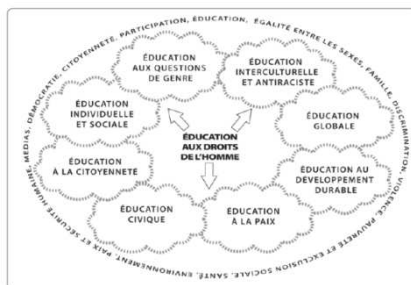 MÉDIAS, DÉMOCRATIE, CITOYENNETÉ, PARTICIPATION, ÉDUCATION, ÉGALITÉ ENTRE LES SEXES, FAMILLE, DISCRIMINATION,
VIOLENCE, PAUVRETÉ ET EXCLUSION SOCIALE, SANTÉ, ENVIRONNEMENT, PAIX ET SÉCURITÉ HUMAINE,
ÉDUCATION
AUX QUESTIONS
DE GENRE
ÉDUCATION
INTERCULTURELLE
ET ANTIRACISTE
ÉDUCATION
INDIVIDUELLE
ET SOCIALE
ÉDUCATION
AUX DROITS
DE L'HOMME
ÉDUCATION
GLOBALE
ÉDUCATION
À LA CITOYENNETÉ
ÉDUCATION AU
DÉVELOPPEMENT
DURABLE
ÉDUCATION
CIVIQUE
ÉDUCATION
À LA PAIX